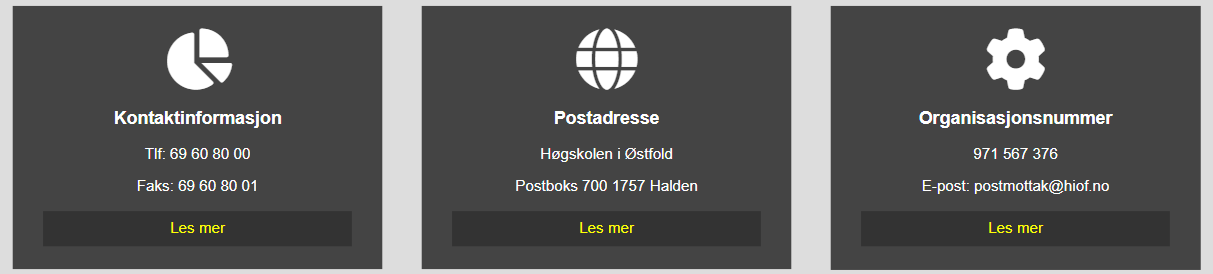 Kontaktinformasjon
Tlf: 69 60 80 00
Faks: 69 60 80 01
Les mer
Postadresse
Høgskolen i Østfold
Postboks 700 1757 Halden
Les mer
Organisasjonsnummer
971 567 376
E-post: postmottak@hiof.no
Les mer